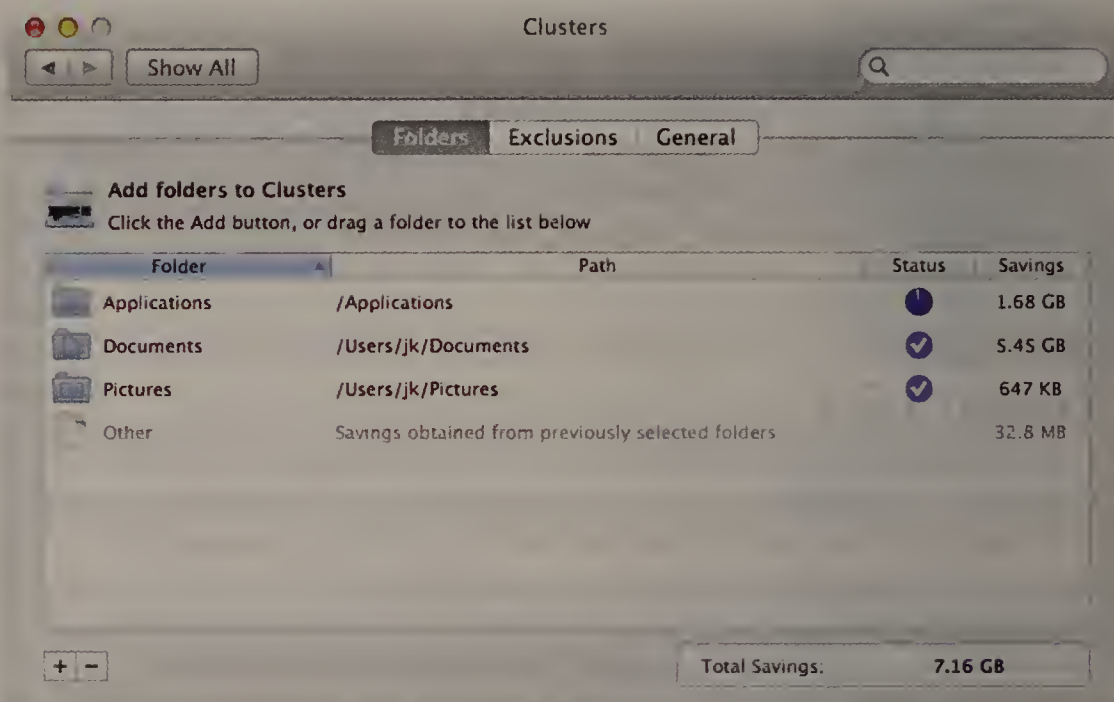 Clusters
Show All
Folders Exclusions General
Add folders to Clusters
Click the Add button, or drag a folder to the list below
Folder Path Status Savings
Applications /Applications 1.68 GB
Documents /Users/jk/Documents 5.45 GB
Pictures /Users/jk/Pictures 647 KB
Other Savings obtained from previously selected folders 32.8 MB
+ −
Total Savings: 7.16 GB